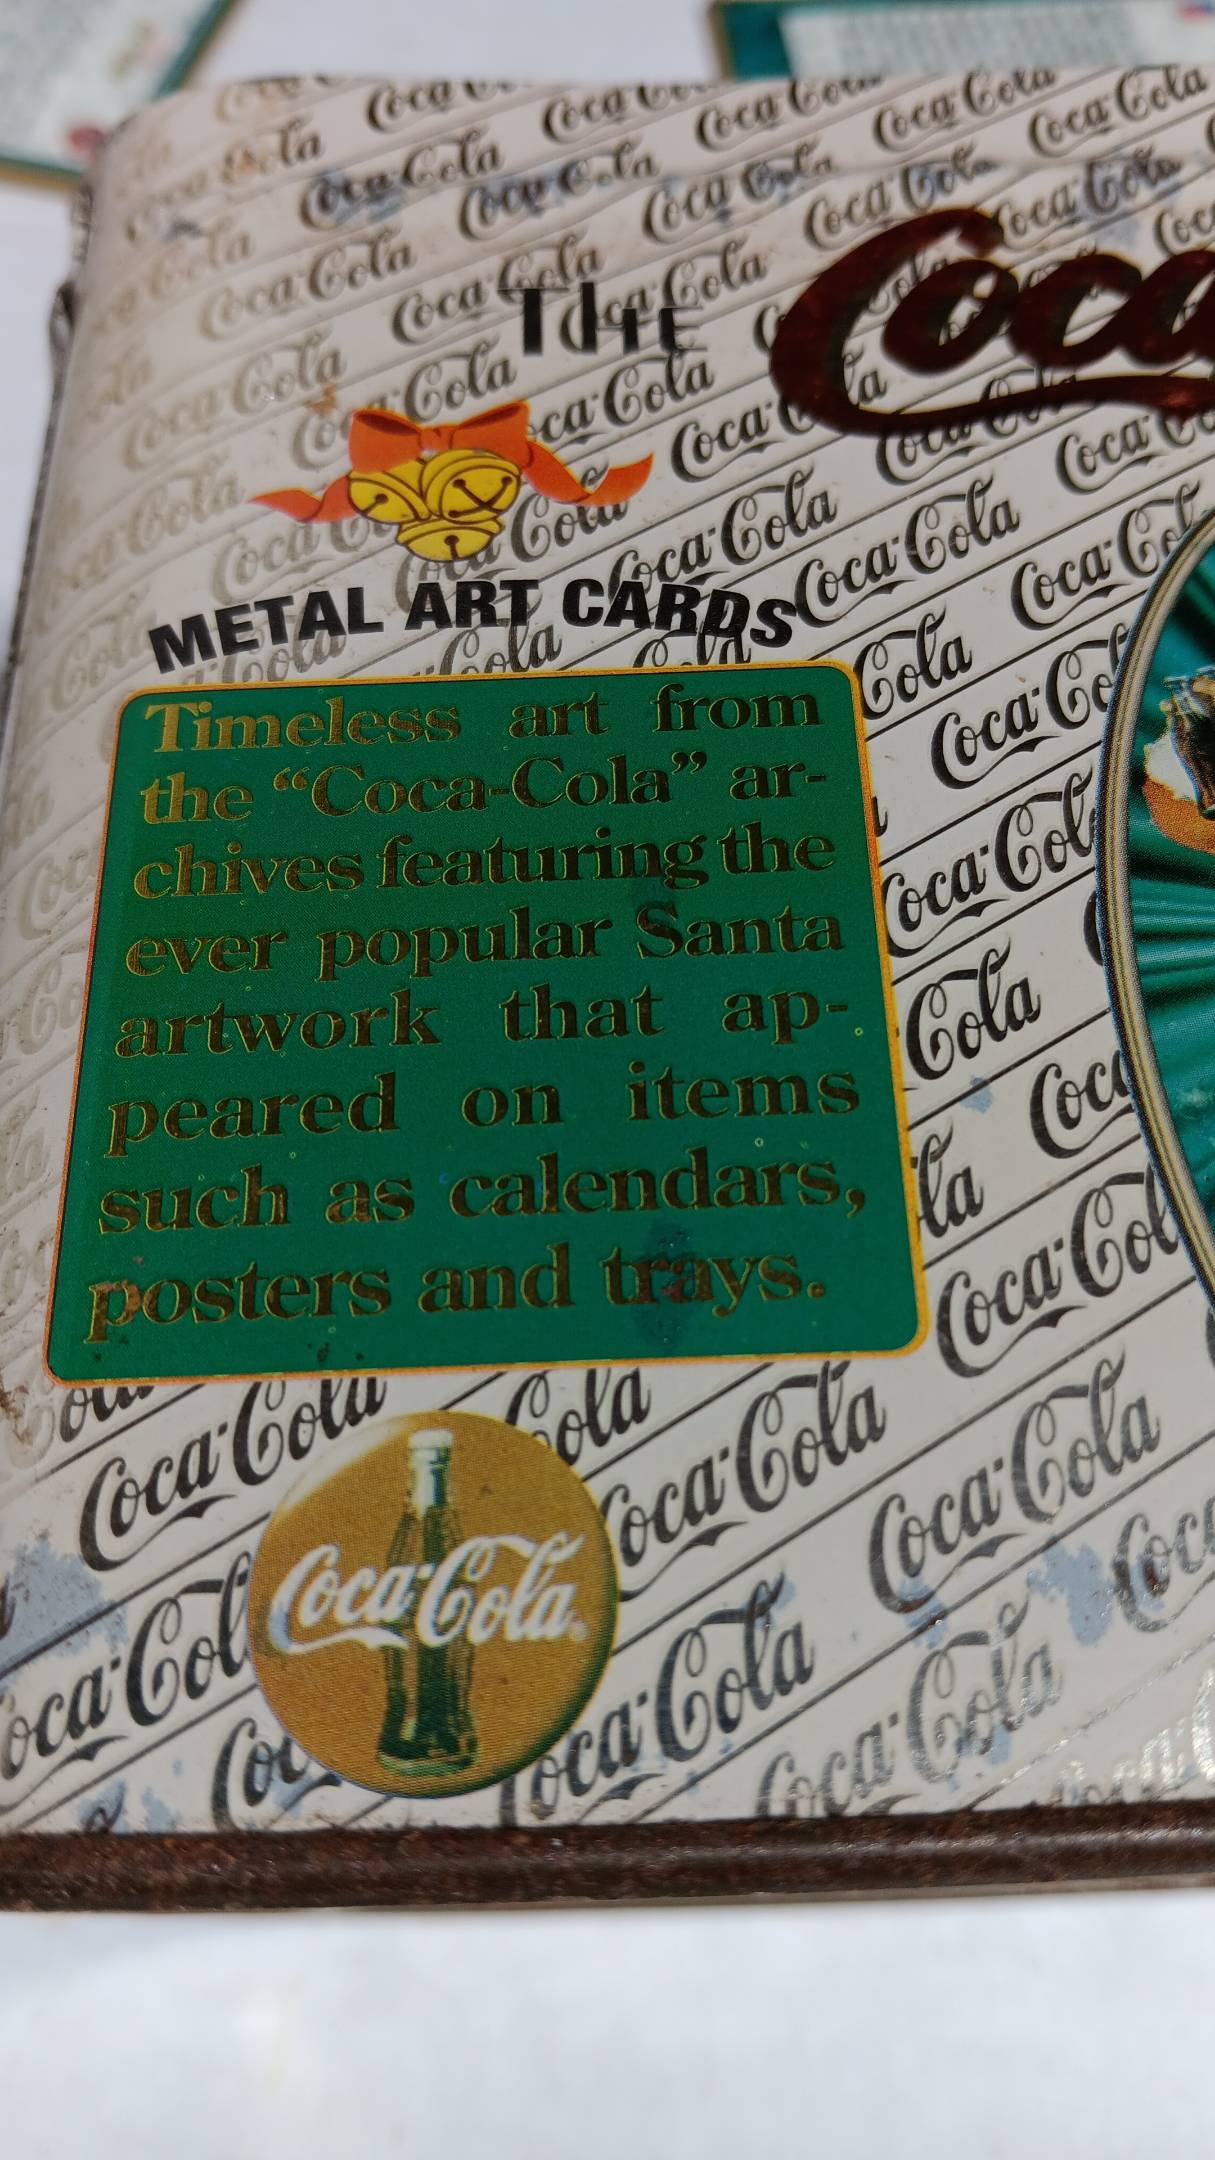 THE Coca
METAL ART CARDS
Timeless art from
the “Coca-Cola” ar-
chives featuring the
ever popular Santa
artwork that ap-
peared on items
such as calendars,
posters and trays.
Coca-Cola